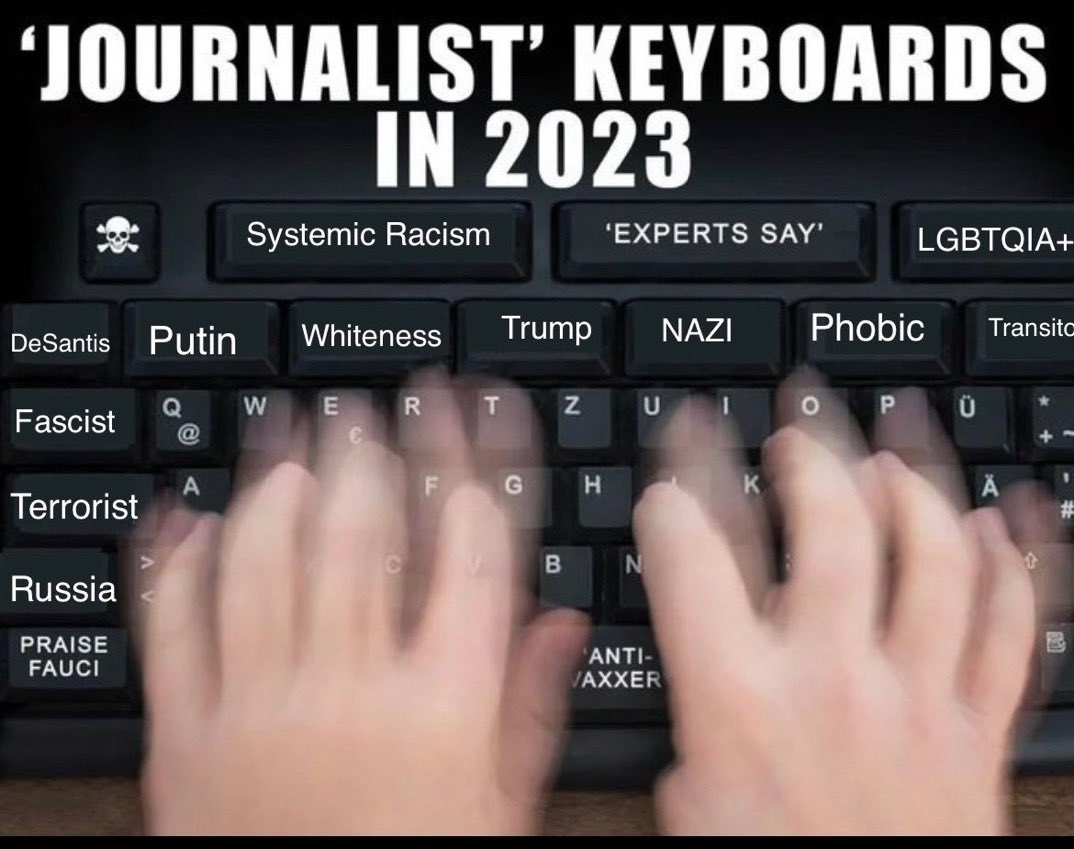 ‘JOURNALIST’ KEYBOARDS
IN 2023
Systemic Racism
‘EXPERTS SAY’
LGBTQIA+
DeSantis
Putin
Whiteness
Trump
NAZI
Phobic
Transito
Fascist
Q @
W
E €
R
T
Z
U
I
O
P
Ü
* + ~
Terrorist
A
F
G
H
K
Ä
' #
Russia
> <
C
V
B
N
PRAISE
FAUCI
'ANTI-
VAXXER